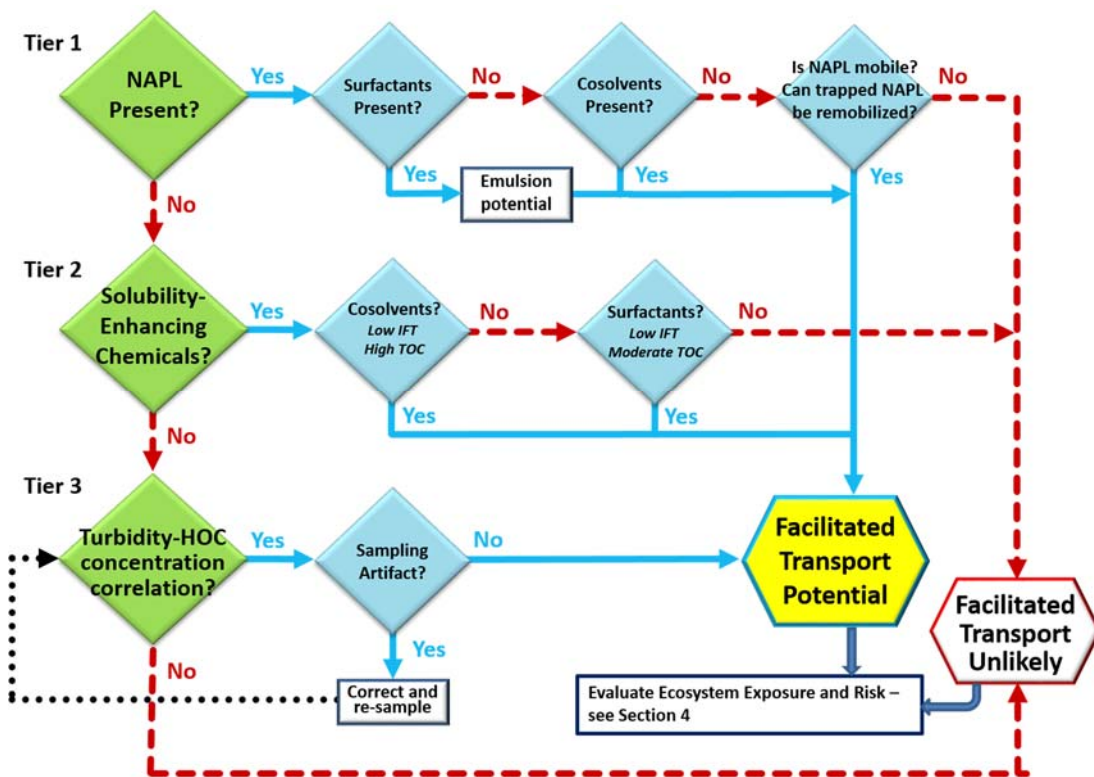 Tier 1
NAPL
Present?
Yes
Surfactants
Present?
No
Cosolvents
Present?
No
Is NAPL mobile?
Can trapped NAPL
be remobilized?
No
Yes
Emulsion
potential
Yes
Yes
No
Tier 2
Solubility-
Enhancing
Chemicals?
Yes
Cosolvents?
Low IFT
High TOC
No
Surfactants?
Low IFT
Moderate TOC
No
Yes
Yes
No
Tier 3
Turbidity-HOC
concentration
correlation?
Yes
Sampling
Artifact?
No
Facilitated
Transport
Potential
Facilitated
Transport
Unlikely
No
Yes
Correct and
re-sample
Evaluate Ecosystem Exposure and Risk –
see Section 4